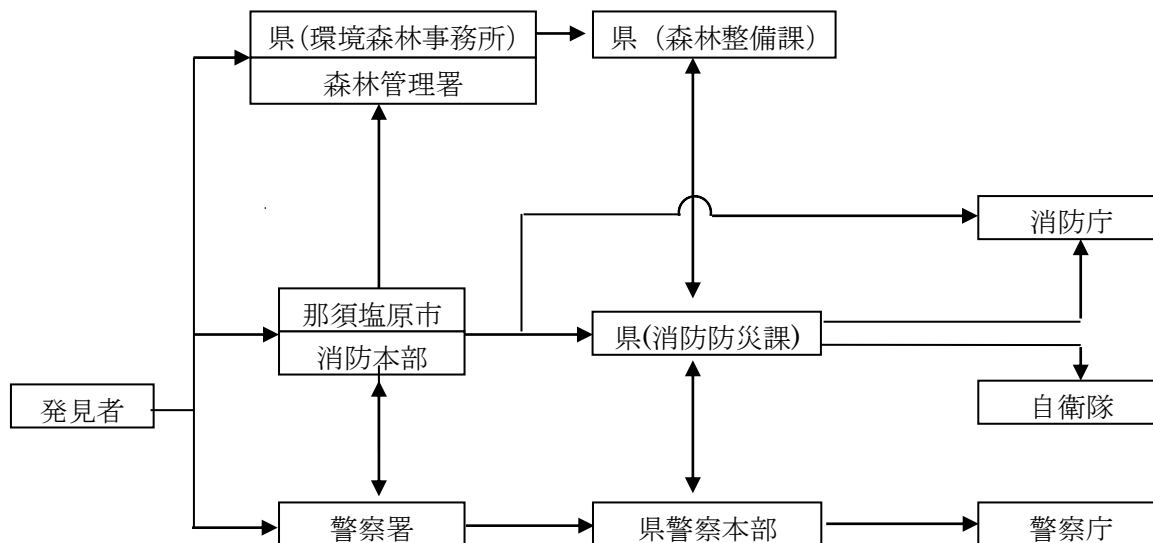 県(環境森林事務所)
森林管理署
県（森林整備課）
消防庁
那須塩原市
消防本部
県(消防防災課)
発見者
自衛隊
警察署
県警察本部
警察庁